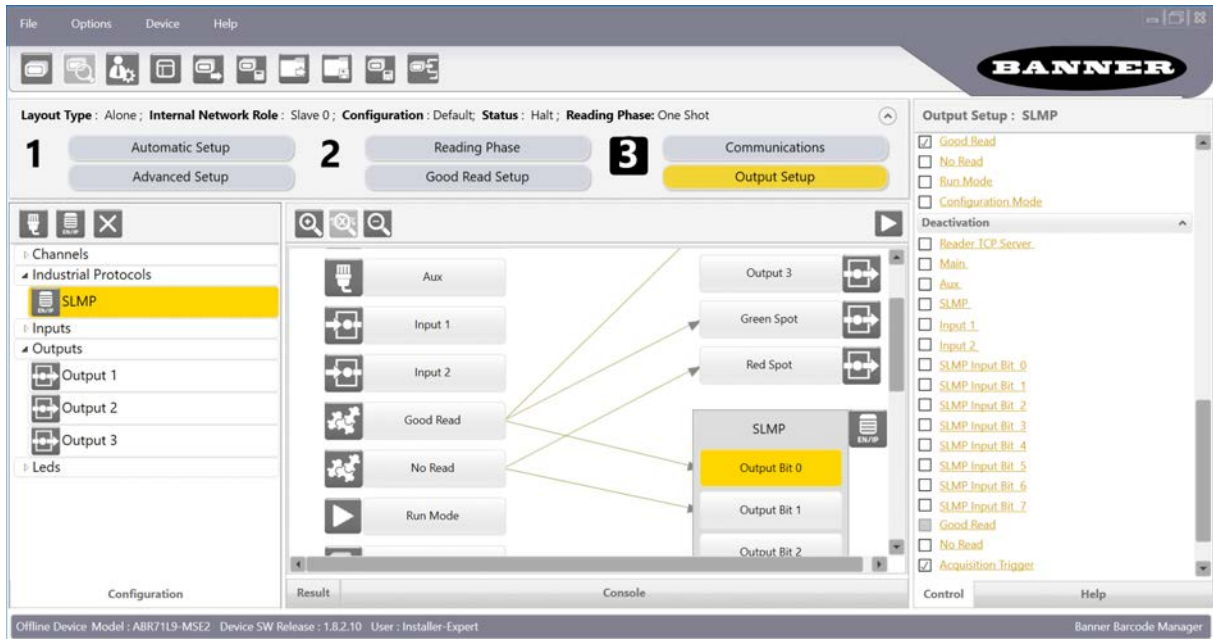 File Options Device Help
BANNER
Layout Type : Alone ; Internal Network Role : Slave 0 ; Configuration : Default; Status : Halt ; Reading Phase: One Shot
1
Automatic Setup
Advanced Setup
2
Reading Phase
Good Read Setup
3
Communications
Output Setup
Channels
Industrial Protocols
EN/IP
SLMP
Inputs
Outputs
Output 1
Output 2
Output 3
Leds
Configuration
Aux
Input 1
Input 2
Good Read
No Read
Run Mode
Output 3
Green Spot
Red Spot
SLMP
EN/IP
Output Bit 0
Output Bit 1
Output Bit 2
Result
Console
Output Setup : SLMP
Good Read
No Read
Run Mode
Configuration Mode
Deactivation
Reader TCP Server
Main
Aux
SLMP
Input 1
Input 2
SLMP Input Bit 0
SLMP Input Bit 1
SLMP Input Bit 2
SLMP Input Bit 3
SLMP Input Bit 4
SLMP Input Bit 5
SLMP Input Bit 6
SLMP Input Bit 7
Good Read
No Read
Acquisition Trigger
Control
Help
Offline Device Model : ABR71L9-MSE2 Device SW Release : 1.8.2.10 User : Installer-Expert
Banner Barcode Manager